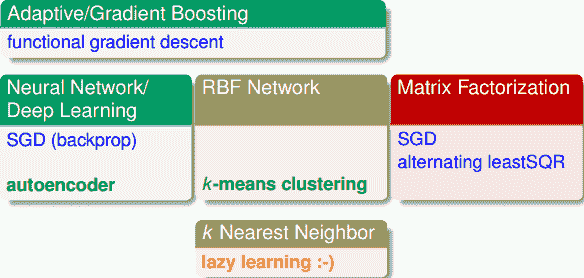 Adaptive/Gradient Boosting
functional gradient descent
Neural Network/
Deep Learning
SGD (backprop)
autoencoder
RBF Network
k-means clustering
Matrix Factorization
SGD
alternating leastSQR
k Nearest Neighbor
lazy learning :-)